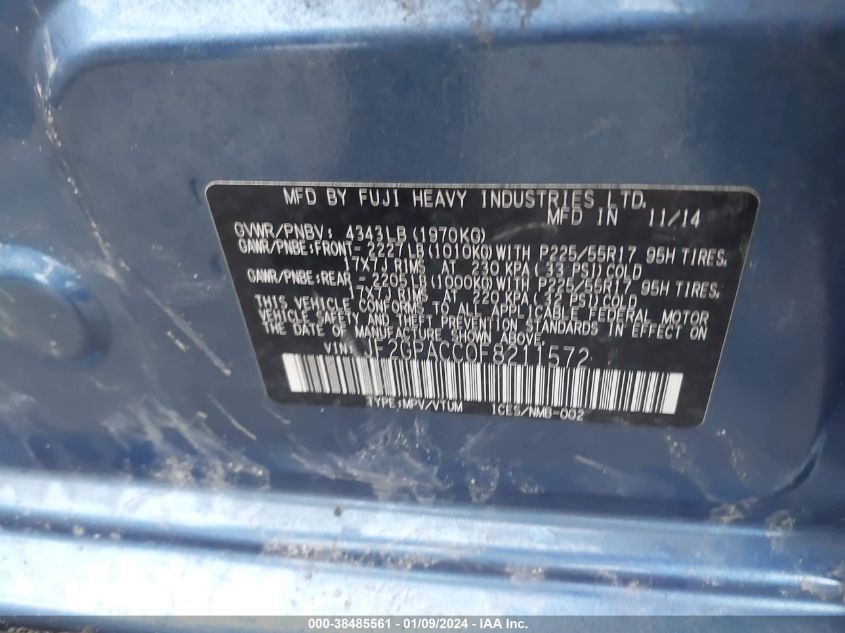 MFD BY FUJI HEAVY INDUSTRIES LTD.
MFD IN 11/14
GVWR/PNBV: 4343LB(1970KG)
GAWR/PNBE:FRONT- 2227LB(1010KG)WITH P225/55R17 95H TIRES,
17X7J RIMS AT 230 KPA( 33 PSI)COLD
GAWR/PNBE:REAR - 2205LB(1000KG)WITH P225/55R17 95H TIRES,
17X7J RIMS AT 220 KPA( 32 PSI)COLD
THIS VEHICLE CONFORMS TO ALL APPLICABLE FEDERAL MOTOR
VEHICLE SAFETY AND THEFT PREVENTION STANDARDS IN EFFECT ON
THE DATE OF MANUFACTURE SHOWN ABOVE.
VIN: JF2GPACC0F8211572
TYPE:MPV/VTUM ICES/NMB-002
000-38485561 - 01/09/2024 - IAA Inc.